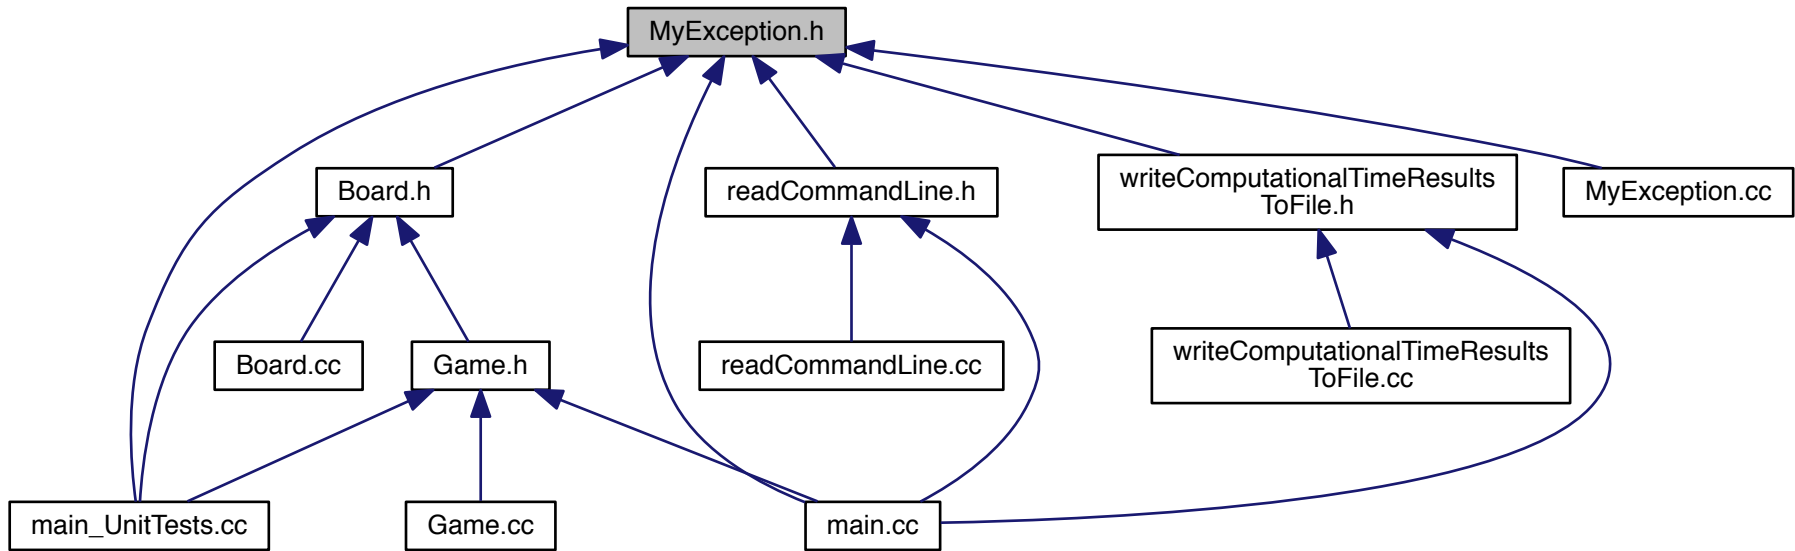 MyException.h
Board.h
readCommandLine.h
writeComputationalTimeResults
ToFile.h
MyException.cc
Board.cc
Game.h
readCommandLine.cc
writeComputationalTimeResults
ToFile.cc
main_UnitTests.cc
Game.cc
main.cc